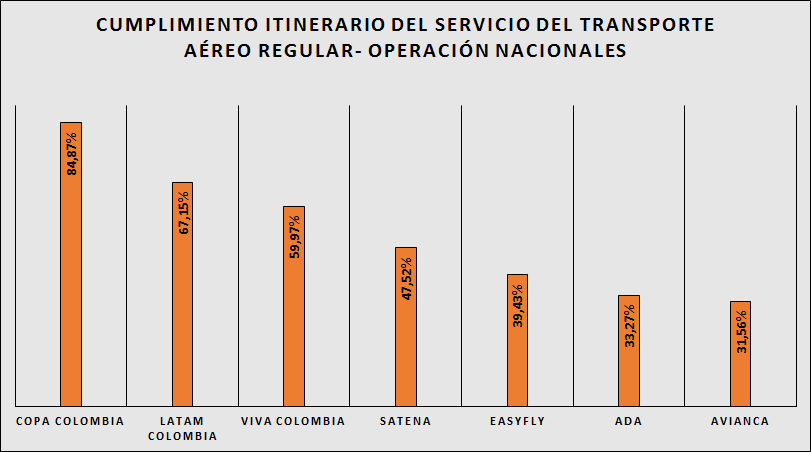 CUMPLIMIENTO ITINERARIO DEL SERVICIO DEL TRANSPORTE
AÉREO REGULAR- OPERACIÓN NACIONALES
84,87%
67,15%
59,97%
47,52%
39,43%
33,27%
31,56%
COPA COLOMBIA
LATAM
COLOMBIA
VIVA COLOMBIA
SATENA
EASYFLY
ADA
AVIANCA